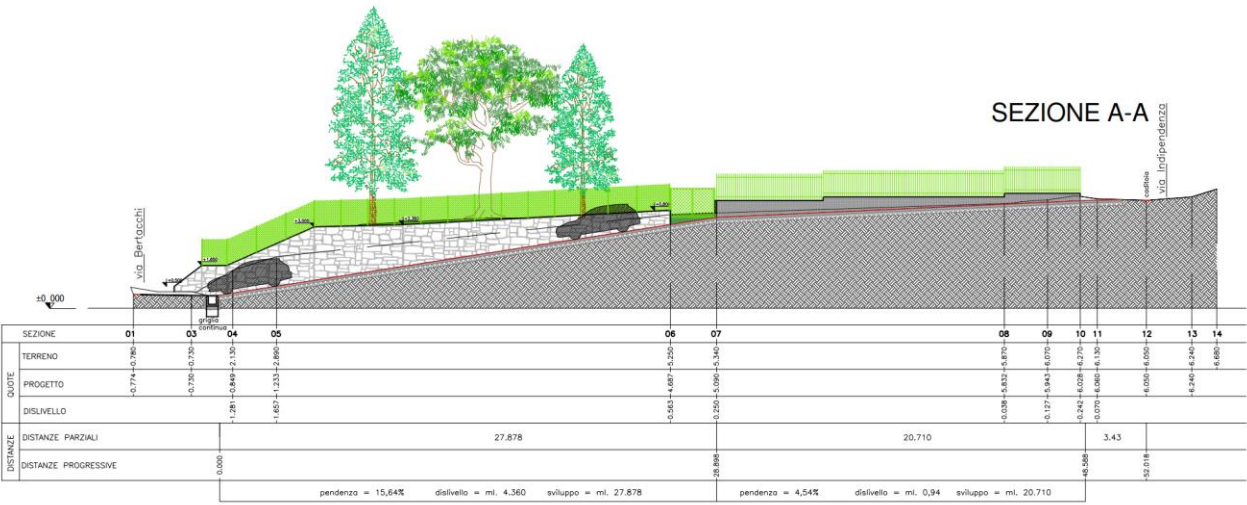 SEZIONE A-A
via Indipendenza
caditoia
via Bertacchi
±0,000
griglia
continua
SEZIONE 01 03 04 05 06 07 08 09 10 11 12 13 14
QUOTE
TERRENO 0.780 0.730 2.130 2.890 5.250 5.340 5.870 6.070 6.270 6.130 6.050 6.240 6.680
PROGETTO 0.774 0.730 0.849 1.233 4.687 5.090 5.832 5.943 6.028 6.060 6.050 6.240
DISLIVELLO 1.281 1.657 0.563 0.250 0.038 0.127 0.242 0.070
DISTANZE
DISTANZE PARZIALI 27.878 20.710 3.43
DISTANZE PROGRESSIVE 0.000 28.898 48.588 52.018
pendenza = 15,64% dislivello = ml. 4.360 sviluppo = ml. 27.878 pendenza = 4,54% dislivello = ml. 0,94 sviluppo = ml. 20.710